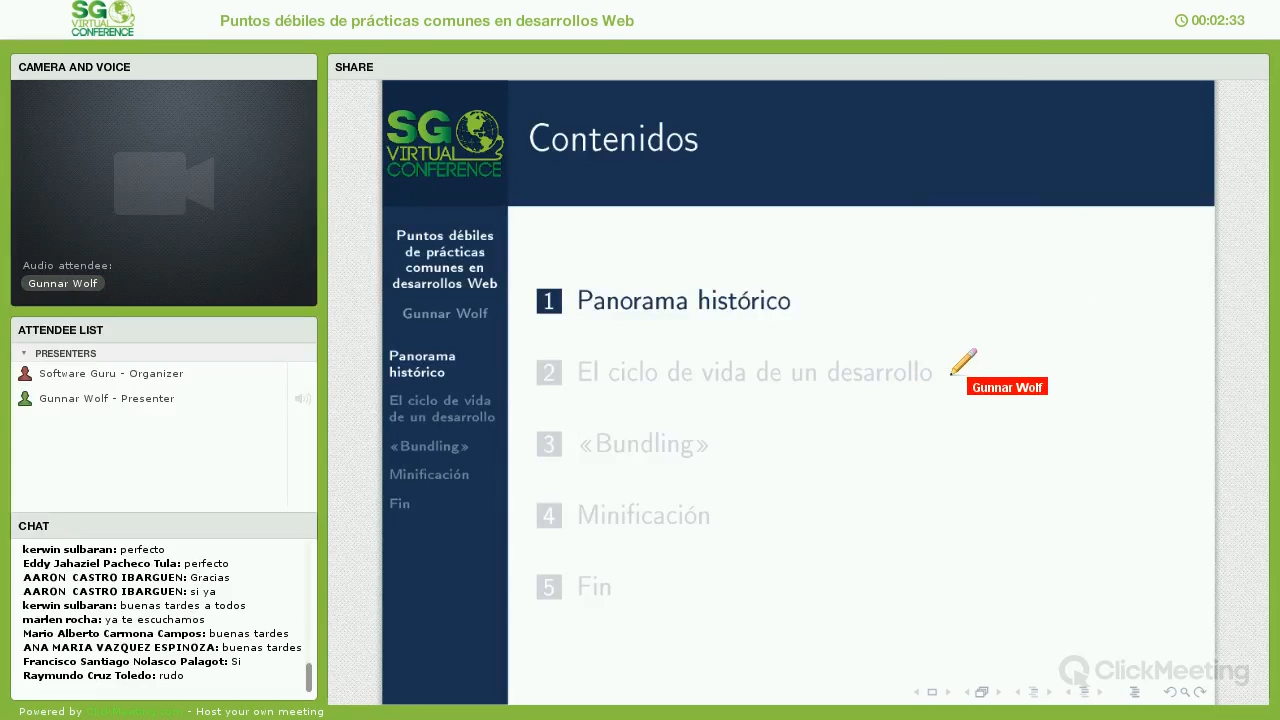 SG
VIRTUAL
CONFERENCE
Puntos débiles de prácticas comunes en desarrollos Web
00:02:33
CAMERA AND VOICE
Audio attendee:
Gunnar Wolf
ATTENDEE LIST
PRESENTERS
Software Guru - Organizer
Gunnar Wolf - Presenter
CHAT
kerwin sulbaran: perfecto
Eddy Jahaziel Pacheco Tula: perfecto
AARON CASTRO IBARGUEN: Gracias
AARON CASTRO IBARGUEN: si ya
kerwin sulbaran: buenas tardes a todos
marlen rocha: ya te escuchamos
Mario Alberto Carmona Campos: buenas tardes
ANA MARIA VAZQUEZ ESPINOZA: buenas tardes
Francisco Santiago Nolasco Palagot: Si
Raymundo Cruz Toledo: rudo
Powered by - Host your own meeting
SHARE
SG
VIRTUAL
CONFERENCE
Contenidos
Puntos débiles
de prácticas
comunes en
desarrollos Web
Gunnar Wolf
Panorama
histórico
El ciclo de vida
de un desarrollo
«Bundling»
Minificación
Fin
1 Panorama histórico
2 El ciclo de vida de un desarrollo
Gunnar Wolf
3 «Bundling»
4 Minificación
5 Fin
ClickMeeting